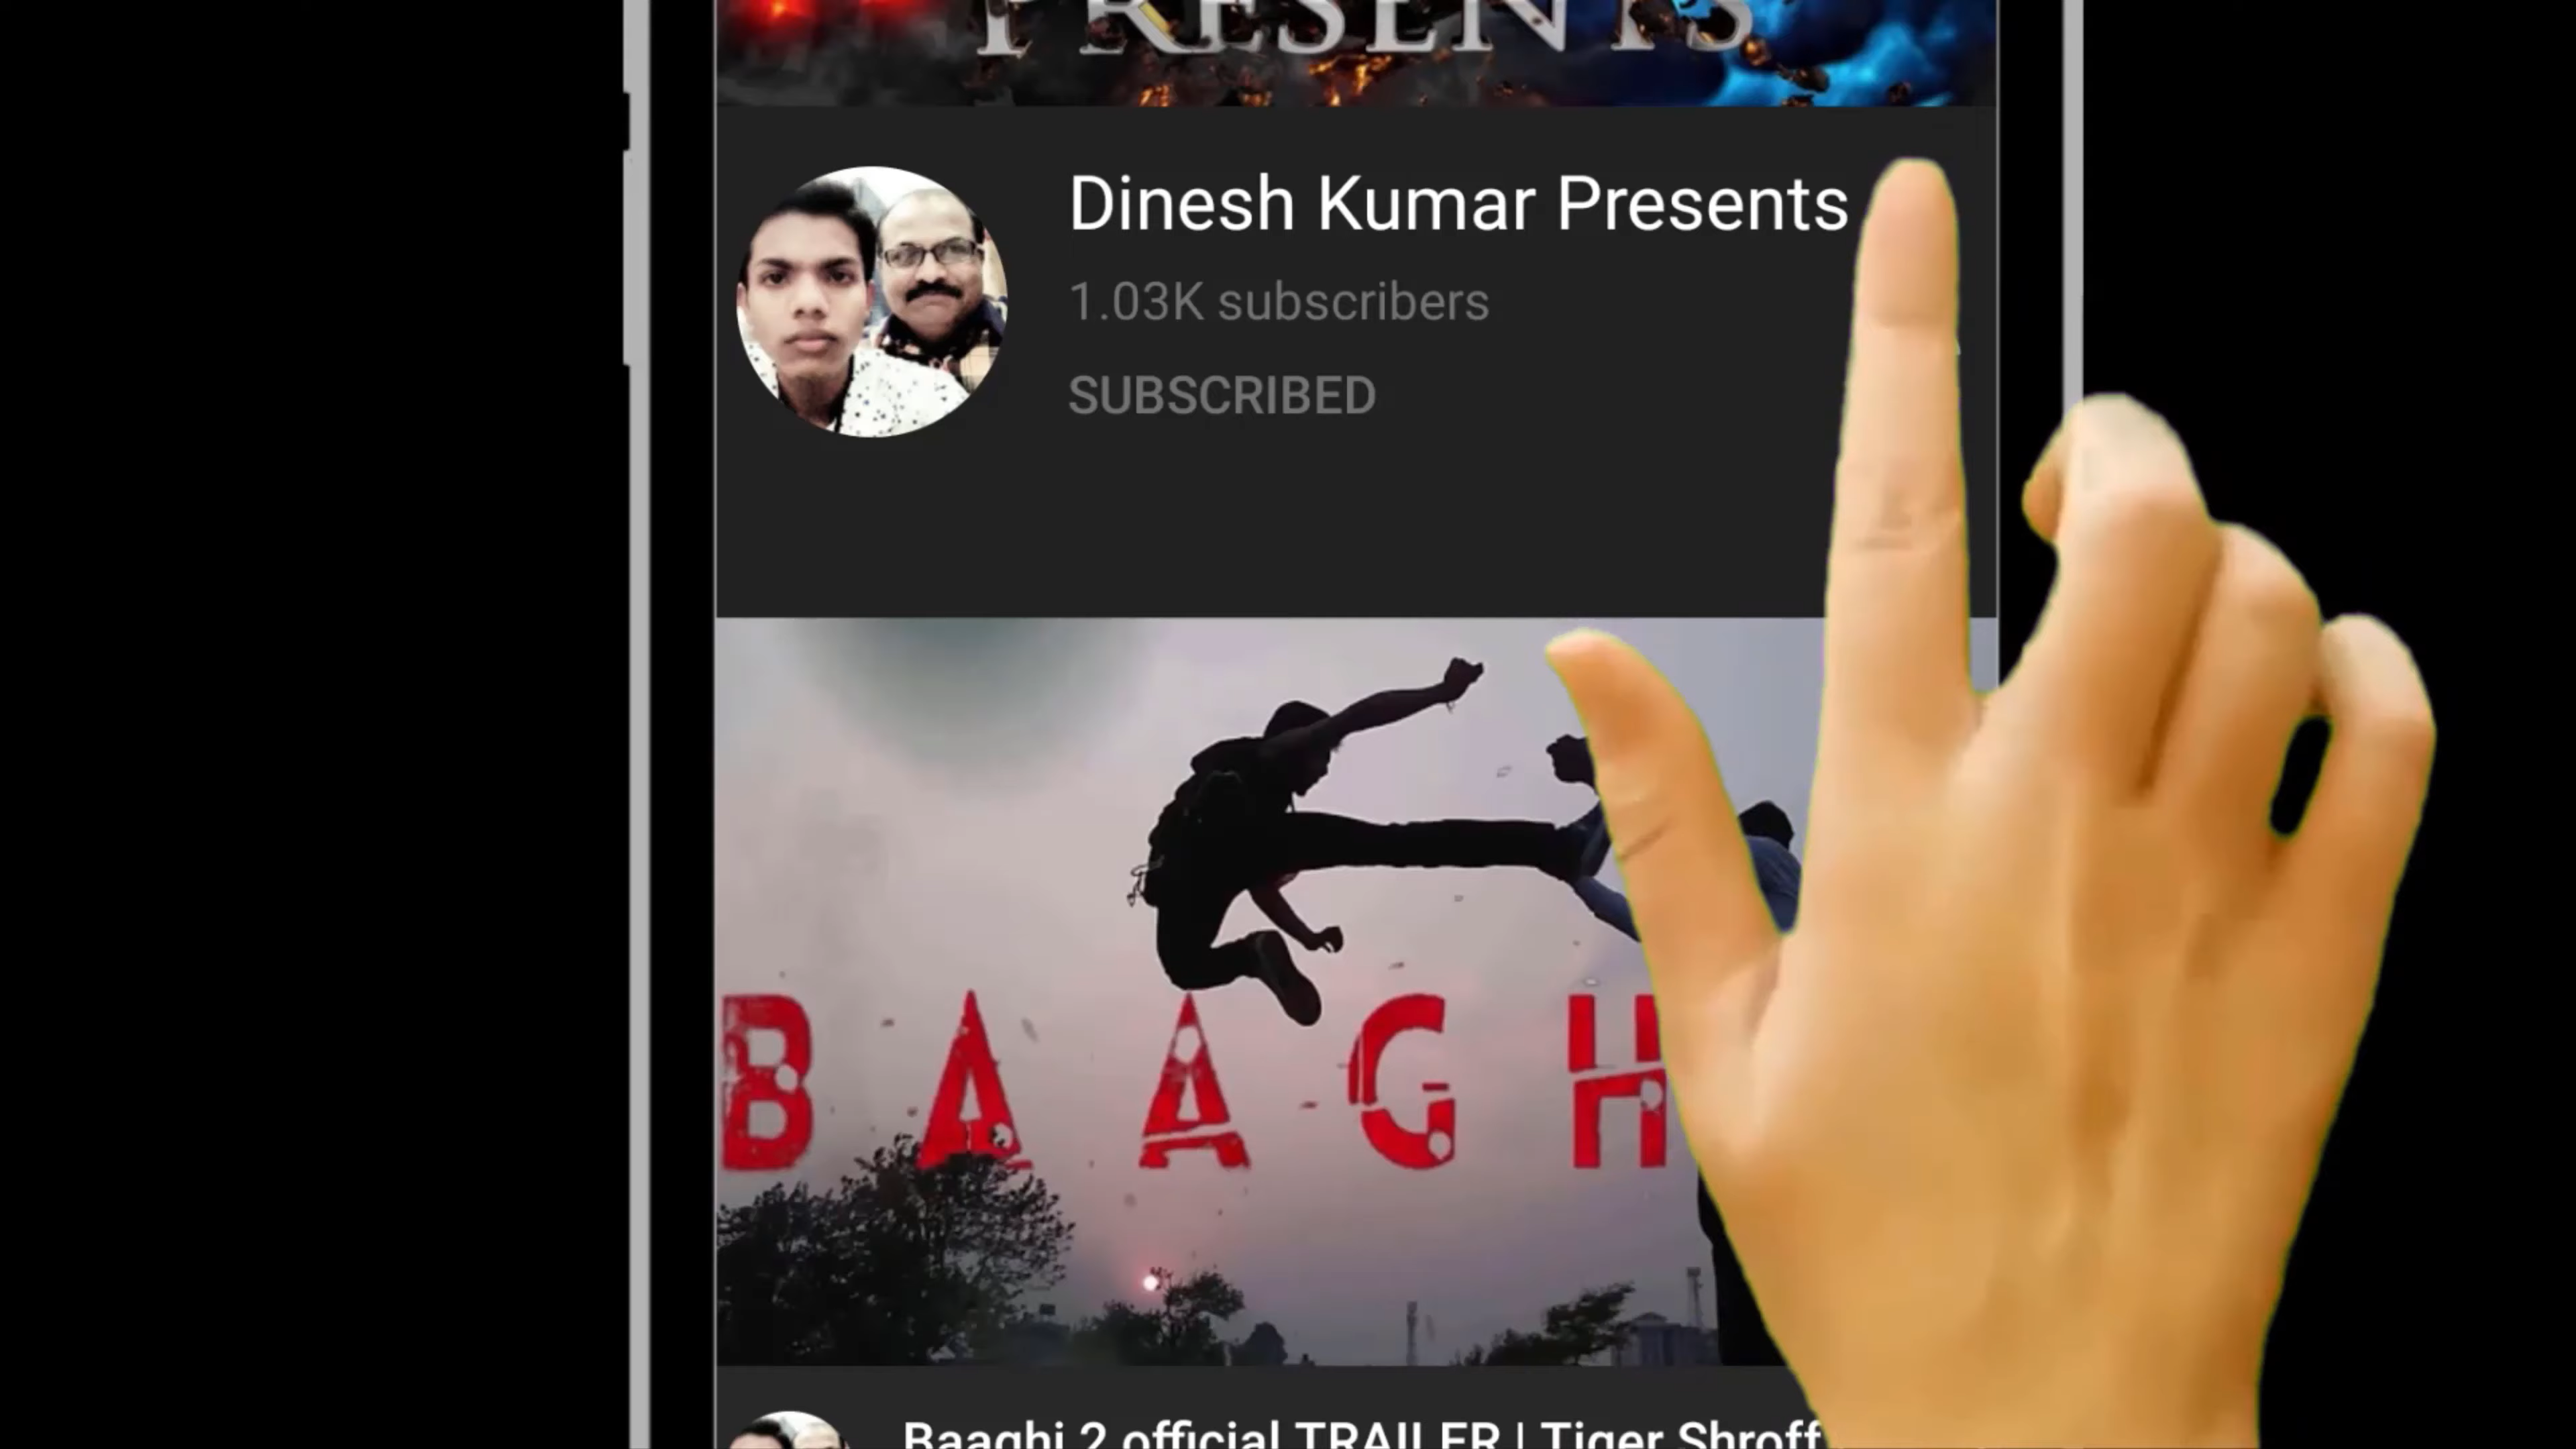 PRESENTS
Dinesh Kumar Presents
1.03K subscribers
SUBSCRIBED
BAAGH
Baaghi 2 official TRAILER | Tiger Shroff